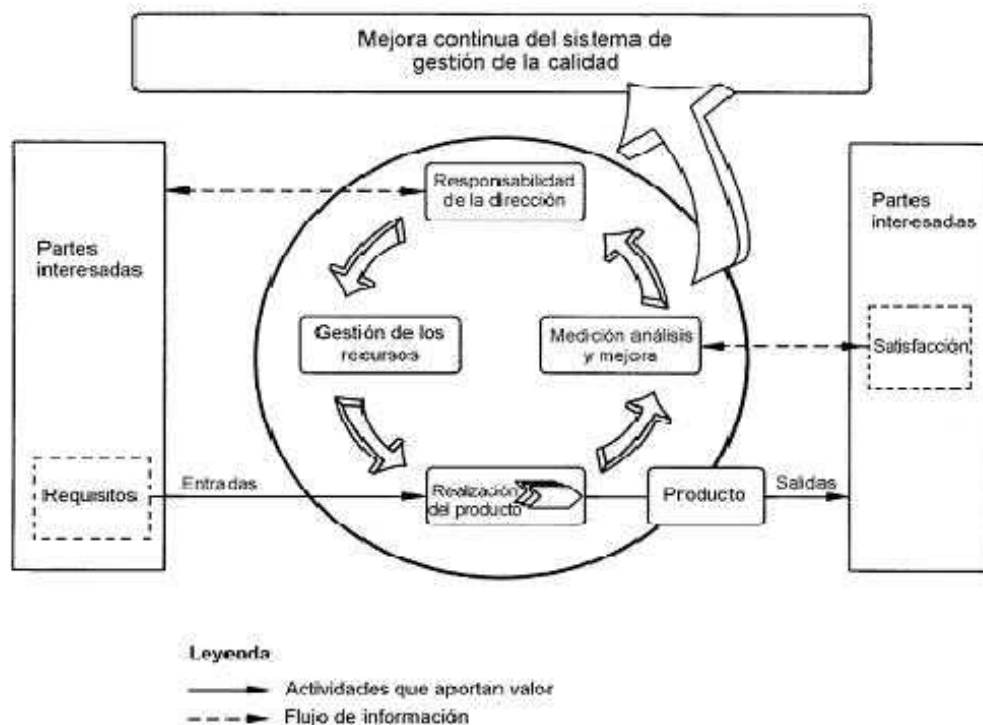 Mejora continua del sistema de
gestión de la calidad
Responsabilidad
de la dirección
Partes
interesadas
Partes
interesadas
Gestión de los
recursos
Medición análisis
y mejora
Satisfacción
Requisitos
Entradas
Realización
del producto
Producto
Salidas
Leyenda
Actividades que aportan valor
Flujo de información